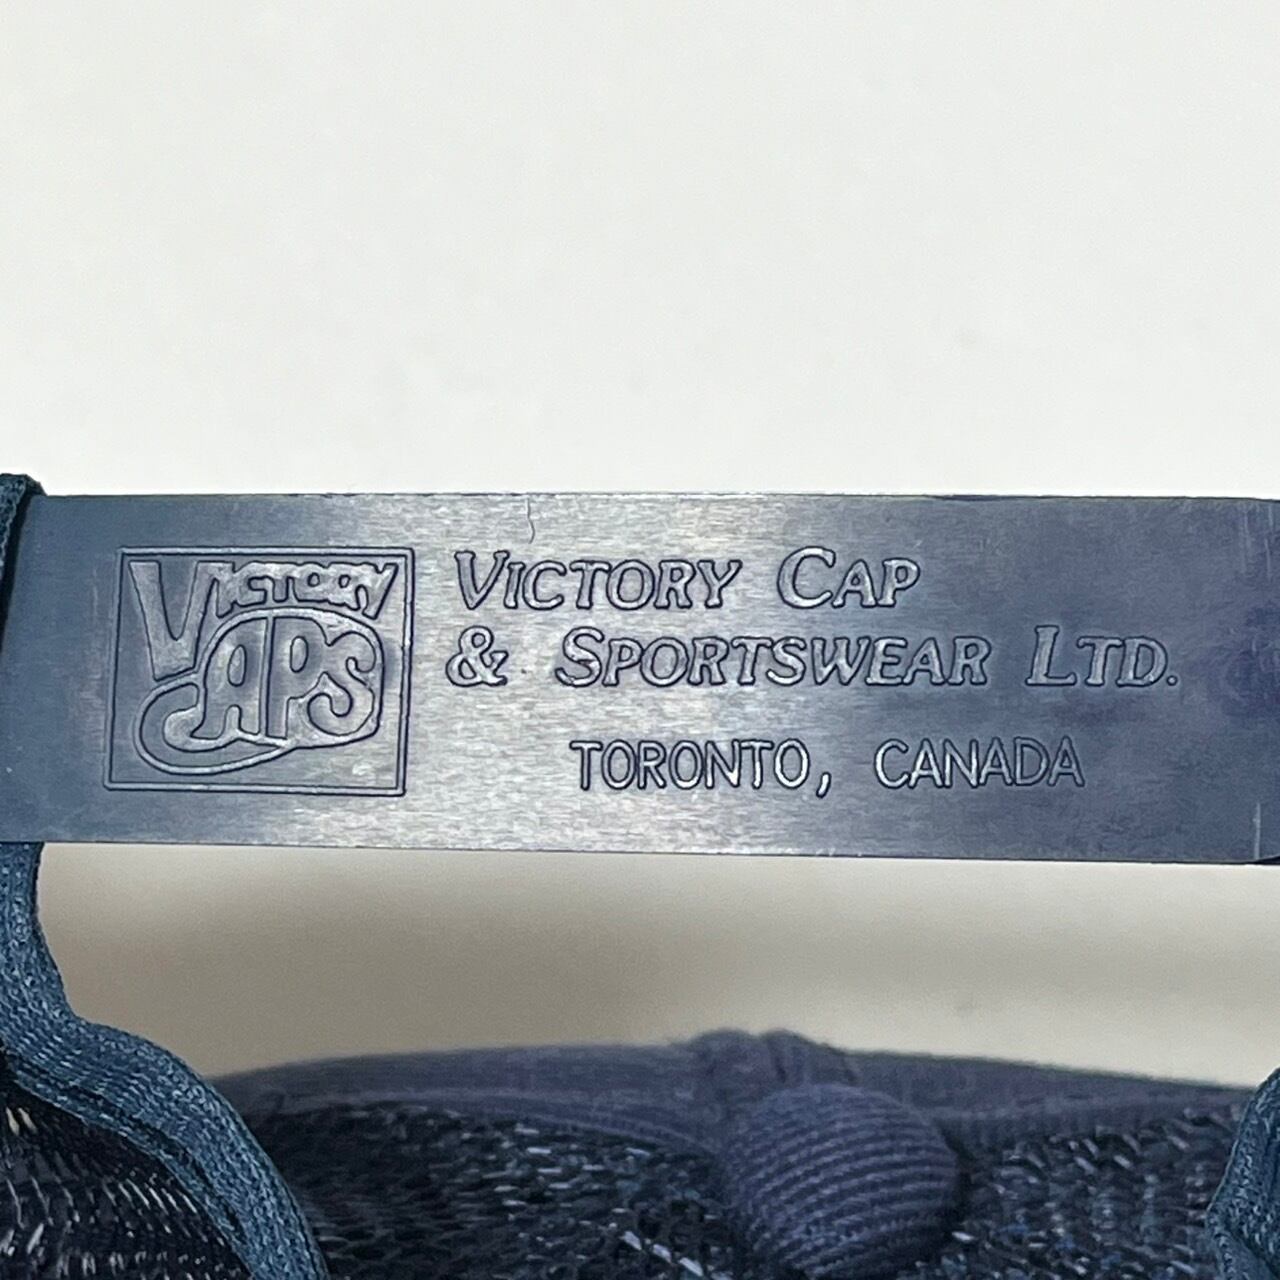 VICTORY
CAPS
VICTORY CAP
& SPORTSWEAR LTD.
TORONTO, CANADA